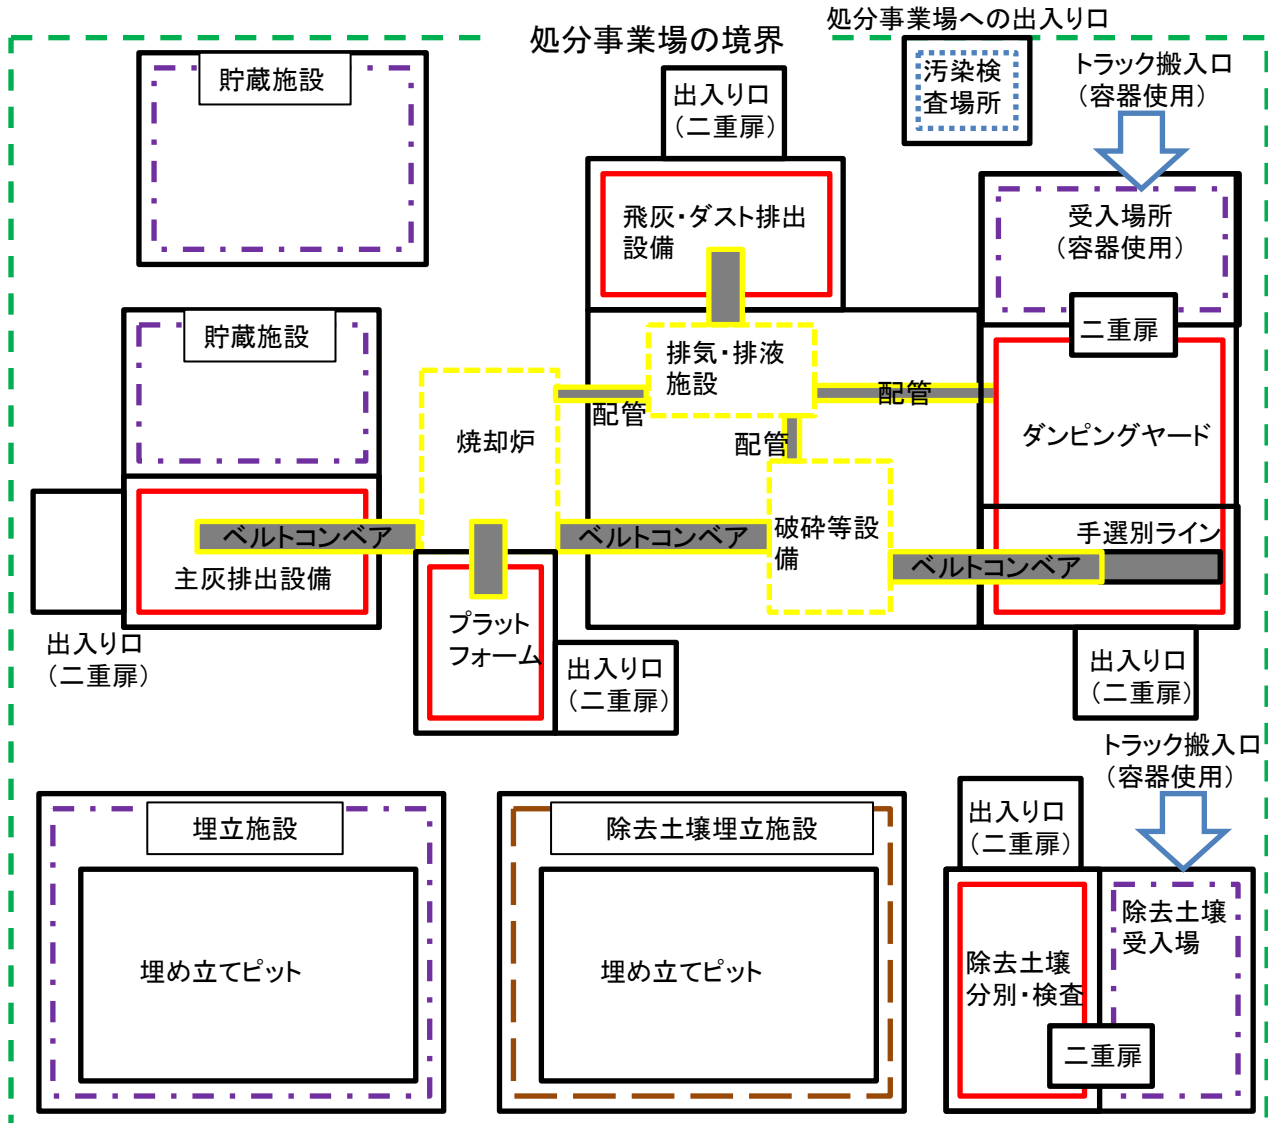 処分事業場への出入り口
処分事業場の境界
貯蔵施設
出入り口
（二重扉）
汚染検
査場所
トラック搬入口
（容器使用）
飛灰・ダスト排出
設備
受入場所
（容器使用）
貯蔵施設
二重扉
排気・排液
施設
配管
配管
焼却炉
配管
ダンピングヤード
ベルトコンベア
ベルトコンベア
破砕等設
備
手選別ライン
ベルトコンベア
主灰排出設備
プラット
フォーム
出入り口
（二重扉）
出入り口
（二重扉）
出入り口
（二重扉）
トラック搬入口
（容器使用）
埋立施設
除去土壌埋立施設
出入り口
（二重扉）
除去土壌
受入場
埋め立てピット
埋め立てピット
除去土壌
分別・検査
二重扉